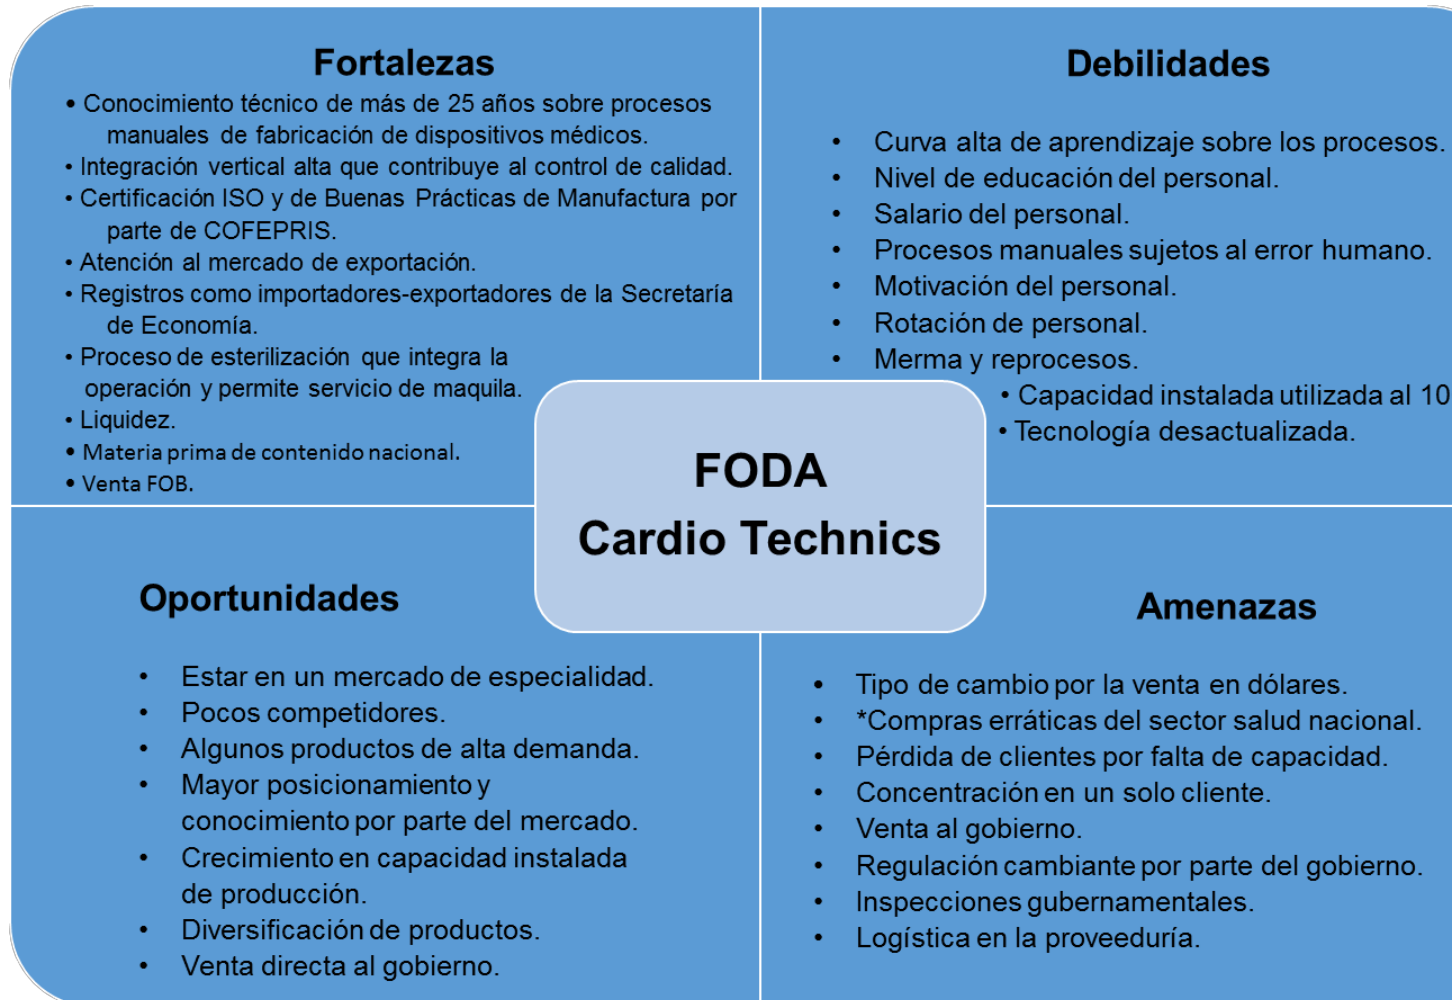 Fortalezas
• Conocimiento técnico de más de 25 años sobre procesos
manuales de fabricación de dispositivos médicos.
• Integración vertical alta que contribuye al control de calidad.
• Certificación ISO y de Buenas Prácticas de Manufactura por
parte de COFEPRIS.
• Atención al mercado de exportación.
• Registros como importadores-exportadores de la Secretaría
de Economía.
• Proceso de esterilización que integra la
operación y permite servicio de maquila.
• Liquidez.
• Materia prima de contenido nacional.
• Venta FOB.
Debilidades
• Curva alta de aprendizaje sobre los procesos.
• Nivel de educación del personal.
• Salario del personal.
• Procesos manuales sujetos al error humano.
• Motivación del personal.
• Rotación de personal.
• Merma y reprocesos.
• Capacidad instalada utilizada al 10
• Tecnología desactualizada.
FODA
Cardio Technics
Oportunidades
• Estar en un mercado de especialidad.
• Pocos competidores.
• Algunos productos de alta demanda.
• Mayor posicionamiento y
conocimiento por parte del mercado.
• Crecimiento en capacidad instalada
de producción.
• Diversificación de productos.
• Venta directa al gobierno.
Amenazas
• Tipo de cambio por la venta en dólares.
• *Compras erráticas del sector salud nacional.
• Pérdida de clientes por falta de capacidad.
• Concentración en un solo cliente.
• Venta al gobierno.
• Regulación cambiante por parte del gobierno.
• Inspecciones gubernamentales.
• Logística en la proveeduría.